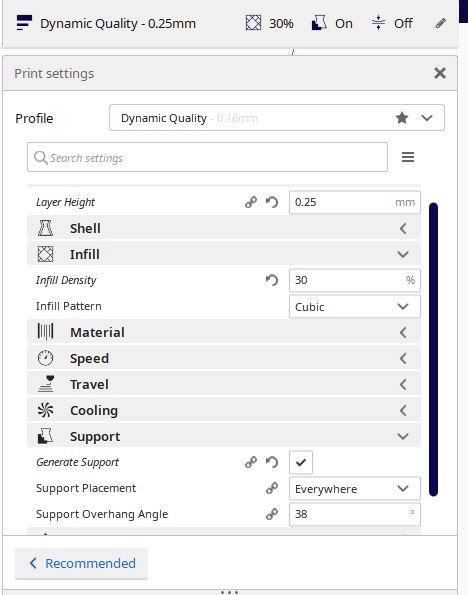 Dynamic Quality - 0.25mm 30% On Off
Print settings
Profile Dynamic Quality - 0.16mm
Search settings
Layer Height 0.25 mm
Shell
Infill
Infill Density 30 %
Infill Pattern Cubic
Material
Speed
Travel
Cooling
Support
Generate Support
Support Placement Everywhere
Support Overhang Angle 38 °
Recommended